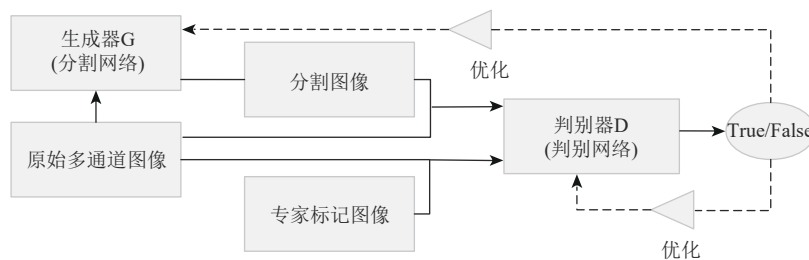 生成器G
(分割网络)
分割图像
优化
原始多通道图像
判别器D
(判别网络)
True/False
专家标记图像
优化